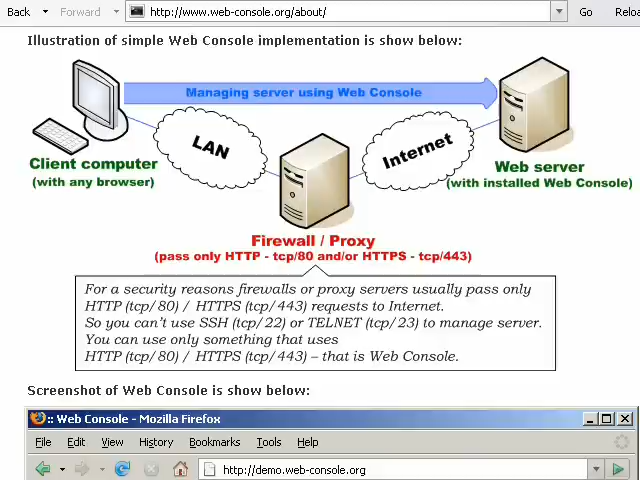 Back Forward http://www.web-console.org/about/ Go Reloa
Illustration of simple Web Console implementation is show below:
Managing server using Web Console
LAN
Internet
Client computer
(with any browser)
Web server
(with installed Web Console)
Firewall / Proxy
(pass only HTTP - tcp/80 and/or HTTPS - tcp/443)
For a security reasons firewalls or proxy servers usually pass only
HTTP (tcp/80) / HTTPS (tcp/443) requests to Internet.
So you can't use SSH (tcp/22) or TELNET (tcp/23) to manage server.
You can use only something that uses
HTTP (tcp/80) / HTTPS (tcp/443) – that is Web Console.
Screenshot of Web Console is show below:
:: Web Console - Mozilla Firefox
File Edit View History Bookmarks Tools Help
http://demo.web-console.org